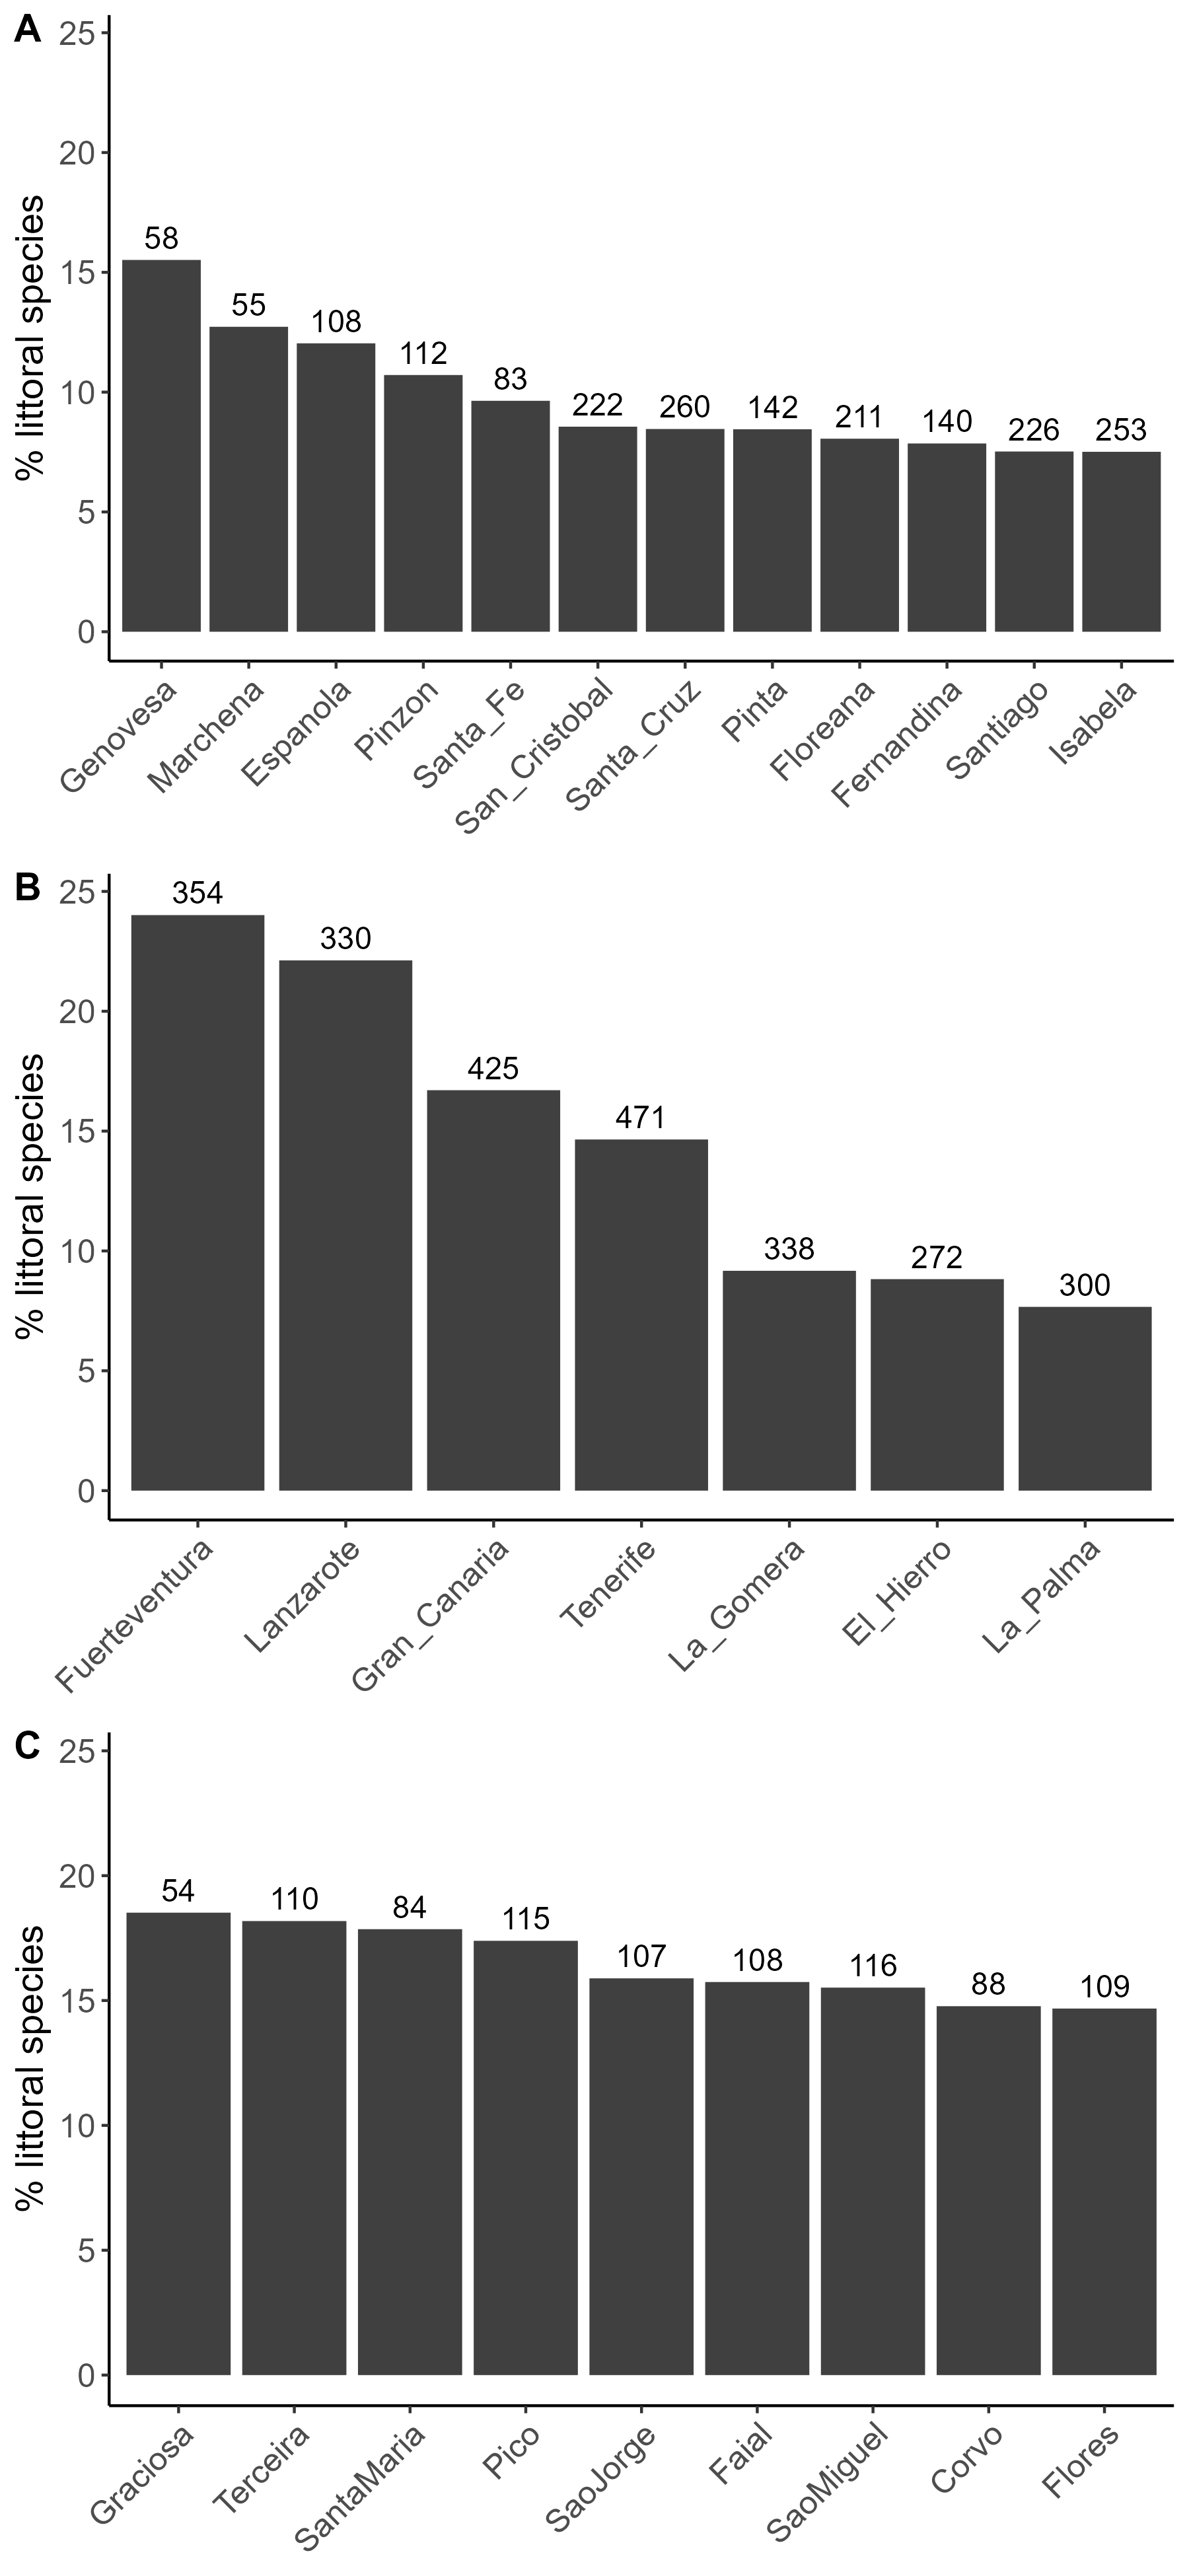 A
% littoral species
25
20
15
10
5
0
58
55
108
112
83
222
260
142
211
140
226
253
Genovesa
Marchena
Espanola
Pinzon
Santa_Fe
San_Cristobal
Santa_Cruz
Pinta
Floreana
Fernandina
Santiago
Isabela
B
% littoral species
25
20
15
10
5
0
354
330
425
471
338
272
300
Fuerteventura
Lanzarote
Gran_Canaria
Tenerife
La_Gomera
El_Hierro
La_Palma
C
% littoral species
25
20
15
10
5
0
54
110
84
115
107
108
116
88
109
Graciosa
Terceira
SantaMaria
Pico
SaoJorge
Faial
SaoMiguel
Corvo
Flores